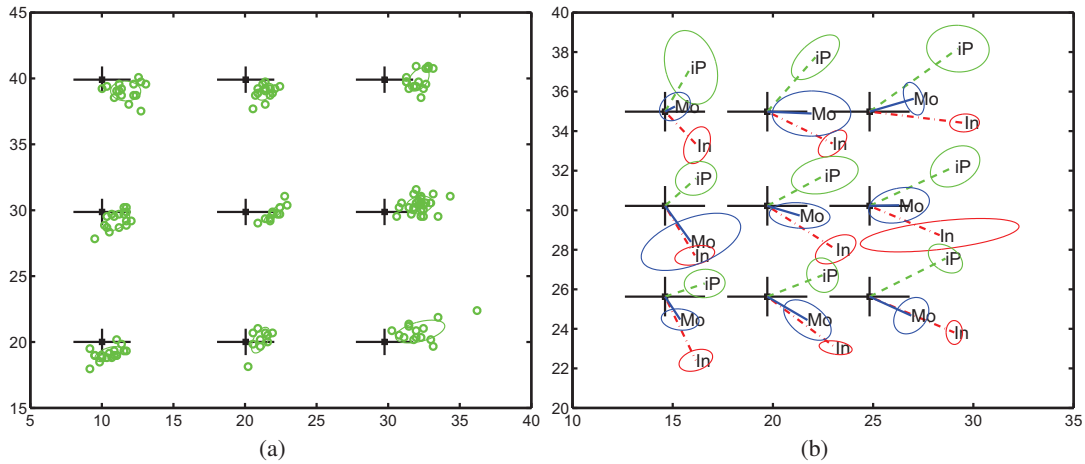 45
40
35
30
25
20
15
5 10 15 20 25 30 35 40
(a)
40
38
36
34
32
30
28
26
24
22
20
iP iP iP
Mo Mo Mo
In In In
iP iP iP
Mo Mo Mo
In In In
iP iP iP
Mo Mo Mo
In In In
10 15 20 25 30 35
(b)